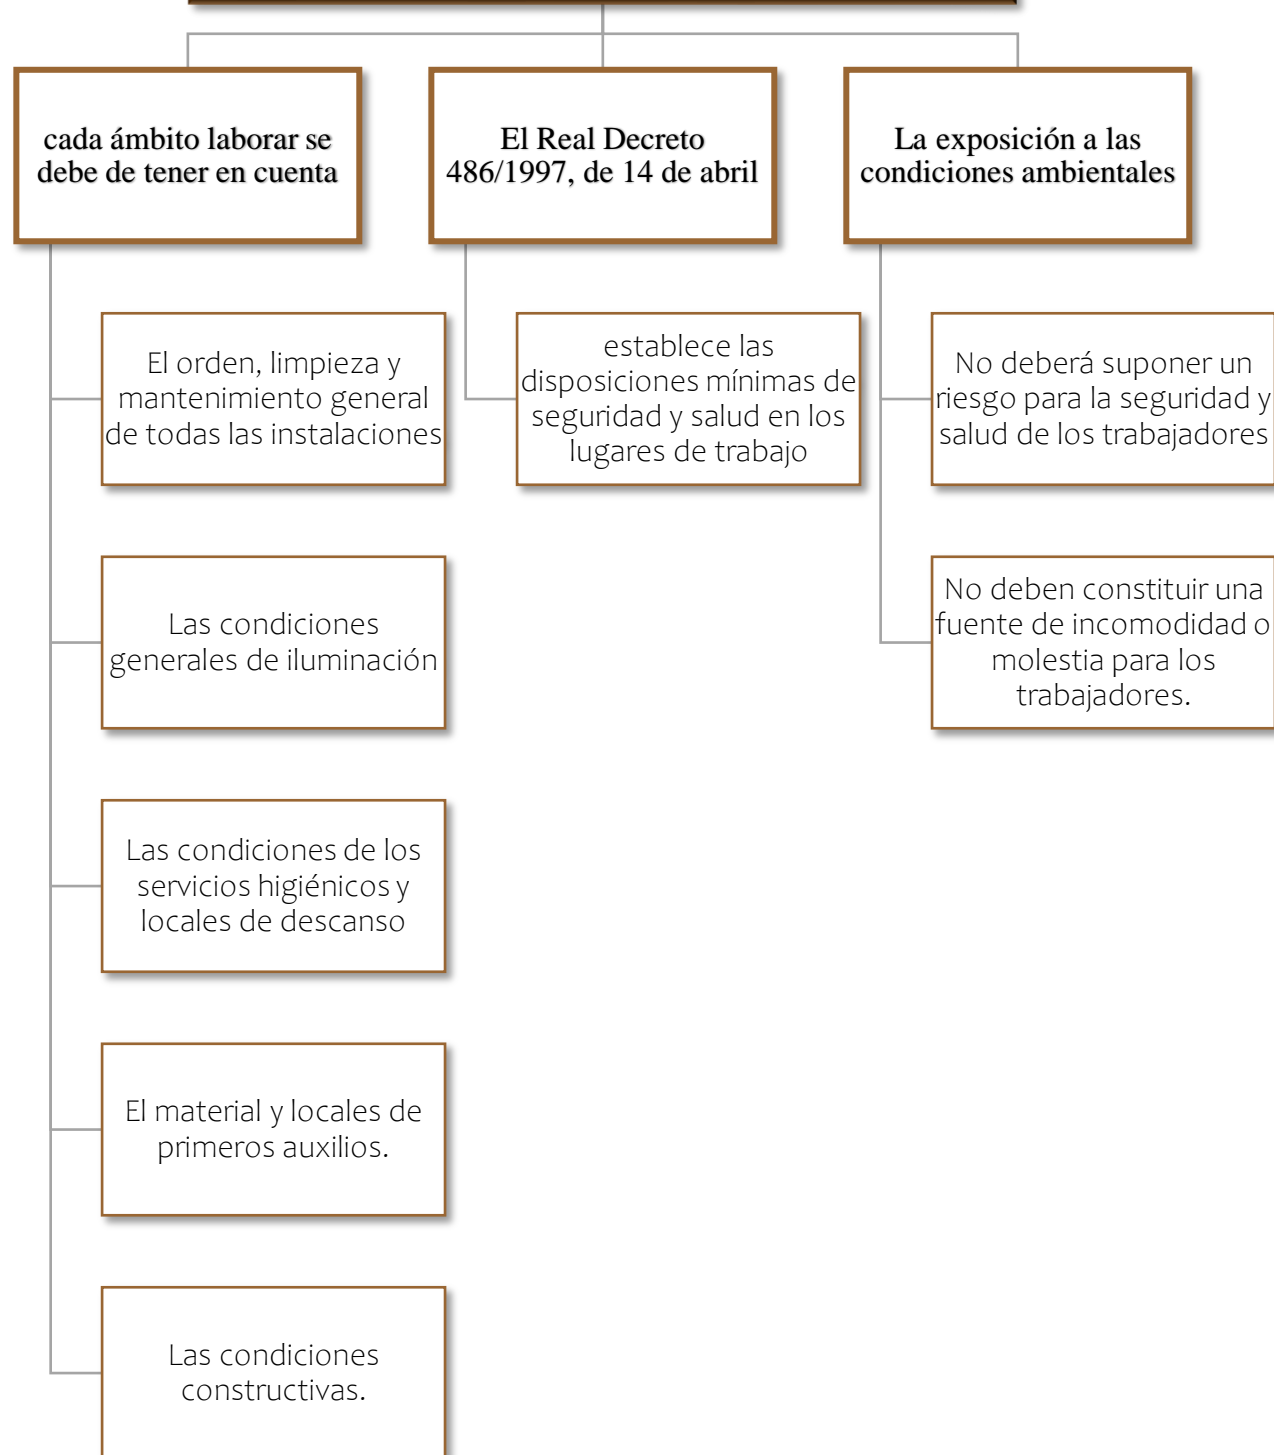 cada ámbito laborar se
debe de tener en cuenta
El orden, limpieza y
mantenimiento general
de todas las instalaciones
Las condiciones
generales de iluminación
Las condiciones de los
servicios higiénicos y
locales de descanso
El material y locales de
primeros auxilios.
Las condiciones
constructivas.
El Real Decreto
486/1997, de 14 de abril
establece las
disposiciones mínimas de
seguridad y salud en los
lugares de trabajo
La exposición a las
condiciones ambientales
No deberá suponer un
riesgo para la seguridad y
salud de los trabajadores
No deben constituir una
fuente de incomodidad o
molestia para los
trabajadores.